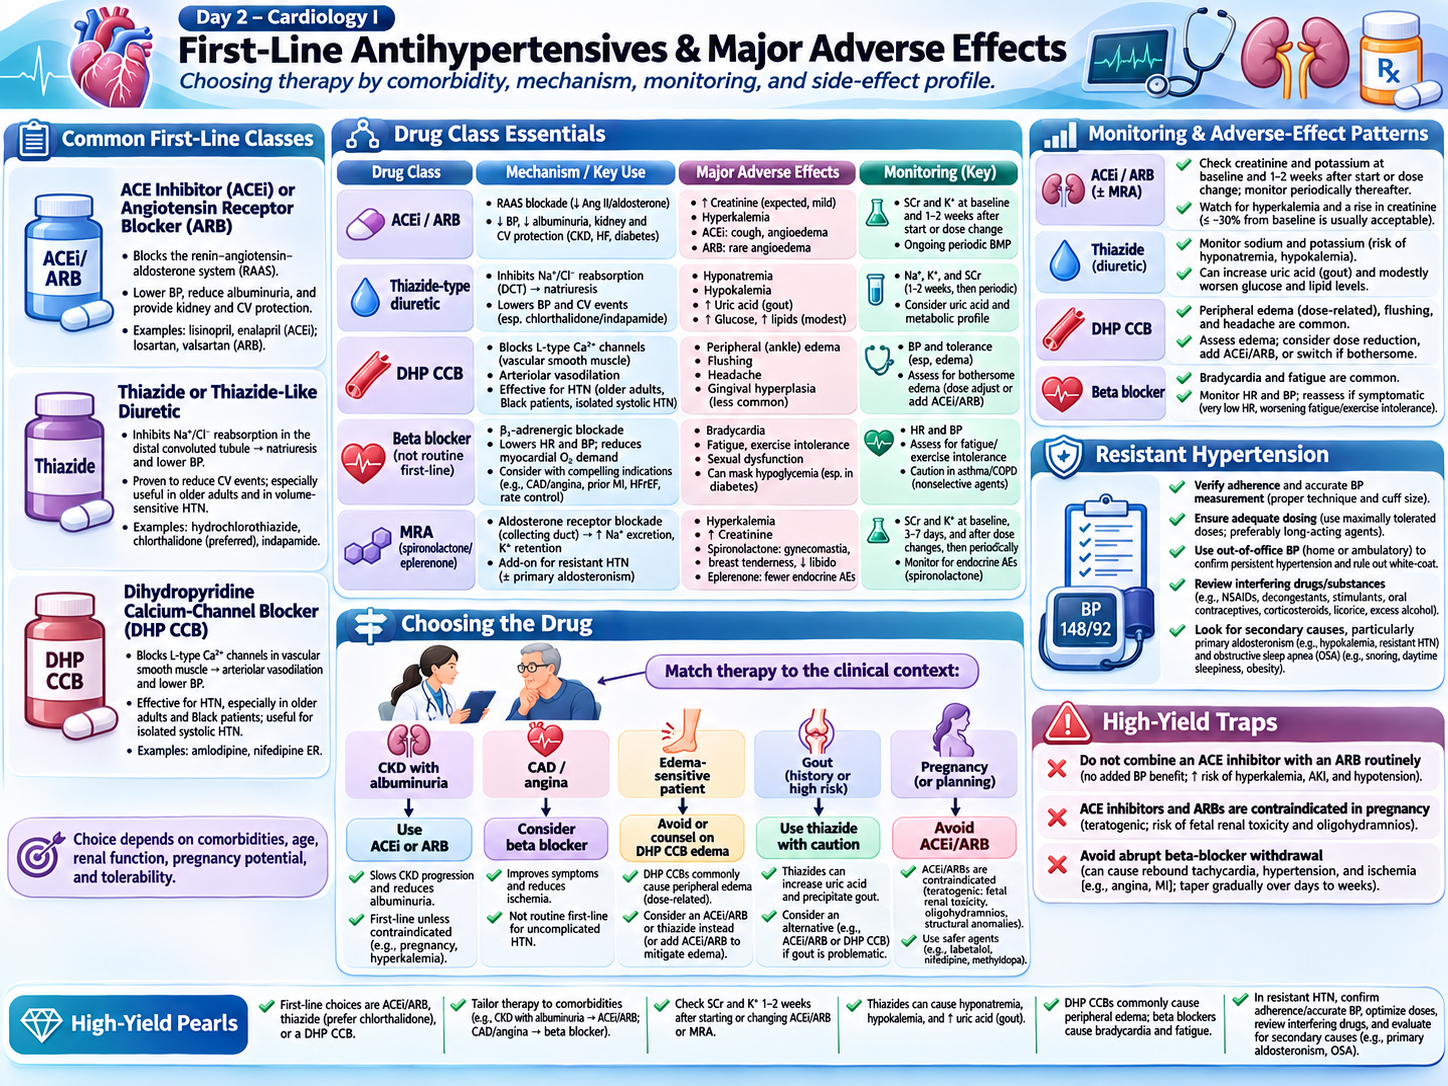 Day 2 – Cardiology I
First-Line Antihypertensives & Major Adverse Effects
Choosing therapy by comorbidity, mechanism, monitoring, and side-effect profile.
Rx
Common First-Line Classes
ACEi/
ARB
ACE Inhibitor (ACEi) or
Angiotensin Receptor
Blocker (ARB)
• Blocks the renin–angiotensin–
aldosterone system (RAAS).
• Lower BP, reduce albuminuria, and
provide kidney and CV protection.
• Examples: lisinopril, enalapril (ACEi);
losartan, valsartan (ARB).
Thiazide
Thiazide or Thiazide-Like
Diuretic
• Inhibits Na⁺/Cl⁻ reabsorption in the
distal convoluted tubule → natriuresis
and lower BP.
• Proven to reduce CV events; especially
useful in older adults and in volume-
sensitive HTN.
• Examples: hydrochlorothiazide,
chlorthalidone (preferred), indapamide.
DHP
CCB
Dihydropyridine
Calcium-Channel Blocker
(DHP CCB)
• Blocks L-type Ca²⁺ channels in vascular
smooth muscle → arteriolar vasodilation
and lower BP.
• Effective for HTN, especially in older
adults and Black patients; useful for
isolated systolic HTN.
• Examples: amlodipine, nifedipine ER.
Choice depends on comorbidities, age,
renal function, pregnancy potential,
and tolerability.
Drug Class Essentials
Drug Class
Mechanism / Key Use
Major Adverse Effects
Monitoring (Key)
ACEi / ARB
• RAAS blockade (↓ Ang II/aldosterone)
• ↓ BP, ↓ albuminuria, kidney and
CV protection (CKD, HF, diabetes)
• ↑ Creatinine (expected, mild)
• Hyperkalemia
• ACEi: cough, angioedema
• ARB: rare angioedema
• SCr and K⁺ at baseline
and 1–2 weeks after
start or dose change
• Ongoing periodic BMP
Thiazide-type
diuretic
• Inhibits Na⁺/Cl⁻ reabsorption
(DCT) → natriuresis
• Lowers BP and CV events
(esp. chlorthalidone/indapamide)
• Hyponatremia
• Hypokalemia
• ↑ Uric acid (gout)
• ↑ Glucose, ↑ lipids (modest)
• Na⁺, K⁺, and SCr
(1–2 weeks, then periodic)
• Consider uric acid and
metabolic profile
DHP CCB
• Blocks L-type Ca²⁺ channels
(vascular smooth muscle)
• Arteriolar vasodilation
• Effective for HTN (older adults,
Black patients, isolated systolic HTN)
• Peripheral (ankle) edema
• Flushing
• Headache
• Gingival hyperplasia
(less common)
• BP and tolerance
(esp, edema)
• Assess for bothersome
edema (dose adjust or
add ACEi/ARB)
Beta blocker
(not routine
first-line)
• β₁-adrenergic blockade
• Lowers HR and BP; reduces
myocardial O₂ demand
• Consider with compelling indications
(e.g., CAD/angina, prior MI, HFrEF,
rate control)
• Bradycardia
• Fatigue, exercise intolerance
• Sexual dysfunction
• Can mask hypoglycemia (esp. in
diabetes)
• HR and BP
• Assess for fatigue/
exercise intolerance
• Caution in asthma/COPD
(nonselective agents)
MRA
(spironolactone/
eplerenone)
• Aldosterone receptor blockade
(collecting duct) → ↑ Na⁺ excretion,
K⁺ retention
• Add-on for resistant HTN
(± primary aldosteronism)
• Hyperkalemia
• ↑ Creatinine
• Spironolactone: gynecomastia,
breast tenderness, ↓ libido
• Eplerenone: fewer endocrine AEs
• SCr and K⁺ at baseline,
3–7 days, and after dose
changes, then periodically
• Monitor for endocrine AEs
(spironolactone)
Choosing the Drug
Match therapy to the clinical context:
CKD with
albuminuria
Use
ACEi or ARB
Slows CKD progression
and reduces
albuminuria.
First-line unless
contraindicated
(e.g., pregnancy,
hyperkalemia).
CAD /
angina
Consider
beta blocker
Improves symptoms
and reduces
ischemia.
Not routine first-line
for uncomplicated
HTN.
Edema-
sensitive
patient
Avoid or
counsel on
DHP CCB edema
DHP CCBs commonly
cause peripheral edema
(dose-related).
Consider an ACEi/ARB
or thiazide instead
(or add ACEi/ARB to
mitigate edema).
Gout
(history or
high risk)
Use thiazide
with caution
Thiazides can
increase uric acid
and precipitate gout.
Consider an
alternative (e.g.,
ACEi/ARB or DHP CCB)
if gout is problematic.
Pregnancy
(or planning)
Avoid
ACEi/ARB
• ACEi/ARBs are
contraindicated
(teratogenic: fetal
renal toxicity.
oligohydramnios,
structural anomalies).
Use safer agents
(e.g., labetalol,
nifedipine, methyldopa).
Monitoring & Adverse-Effect Patterns
ACEi / ARB
(± MRA)
Check creatinine and potassium at
baseline and 1–2 weeks after start or dose
change; monitor periodically thereafter.
Watch for hyperkalemia and a rise in creatinine
(≤ ~30% from baseline is usually acceptable).
Thiazide
(diuretic)
Monitor sodium and potassium (risk of
hyponatremia, hypokalemia).
Can increase uric acid (gout) and modestly
worsen glucose and lipid levels.
DHP CCB
Peripheral edema (dose-related), flushing,
and headache are common.
Assess edema; consider dose reduction,
add ACEi/ARB, or switch if bothersome.
Beta blocker
Bradycardia and fatigue are common.
Monitor HR and BP; reassess if symptomatic
(very low HR, worsening fatigue/exercise intolerance).
Resistant Hypertension
BP
148/92
Verify adherence and accurate BP
measurement (proper technique and cuff size).
Ensure adequate dosing (use maximally tolerated
doses; preferably long-acting agents).
Use out-of-office BP (home or ambulatory) to
confirm persistent hypertension and rule out white-coat.
Review interfering drugs/substances
(e.g., NSAIDs, decongestants, stimulants, oral
contraceptives, corticosteroids, licorice, excess alcohol).
Look for secondary causes, particularly
primary aldosteronism (e.g., hypokalemia, resistant HTN)
and obstructive sleep apnea (OSA) (e.g., snoring, daytime
sleepiness, obesity).
High-Yield Traps
Do not combine an ACE inhibitor with an ARB routinely
(no added BP benefit; ↑ risk of hyperkalemia, AKI, and hypotension).
ACE inhibitors and ARBs are contraindicated in pregnancy
(teratogenic; risk of fetal renal toxicity and oligohydramnios).
Avoid abrupt beta-blocker withdrawal
(can cause rebound tachycardia, hypertension, and ischemia
[e.g., angina, MI]; taper gradually over days to weeks).
High-Yield Pearls
First-line choices are ACEi/ARB,
thiazide (prefer chlorthalidone),
or a DHP CCB.
Tailor therapy to comorbidities
(e.g., CKD with albuminuria → ACEi/ARB;
CAD/angina → beta blocker).
Check SCr and K⁺ 1–2 weeks
after starting or changing ACEi/ARB
or MRA.
Thiazides can cause hyponatremia,
hypokalemia, and ↑ uric acid (gout).
DHP CCBs commonly cause
peripheral edema; beta blockers
cause bradycardia and fatigue.
In resistant HTN, confirm
adherence/accurate BP, optimize doses,
review interfering drugs, and evaluate
for secondary causes (e.g., primary
aldosteronism, OSA).